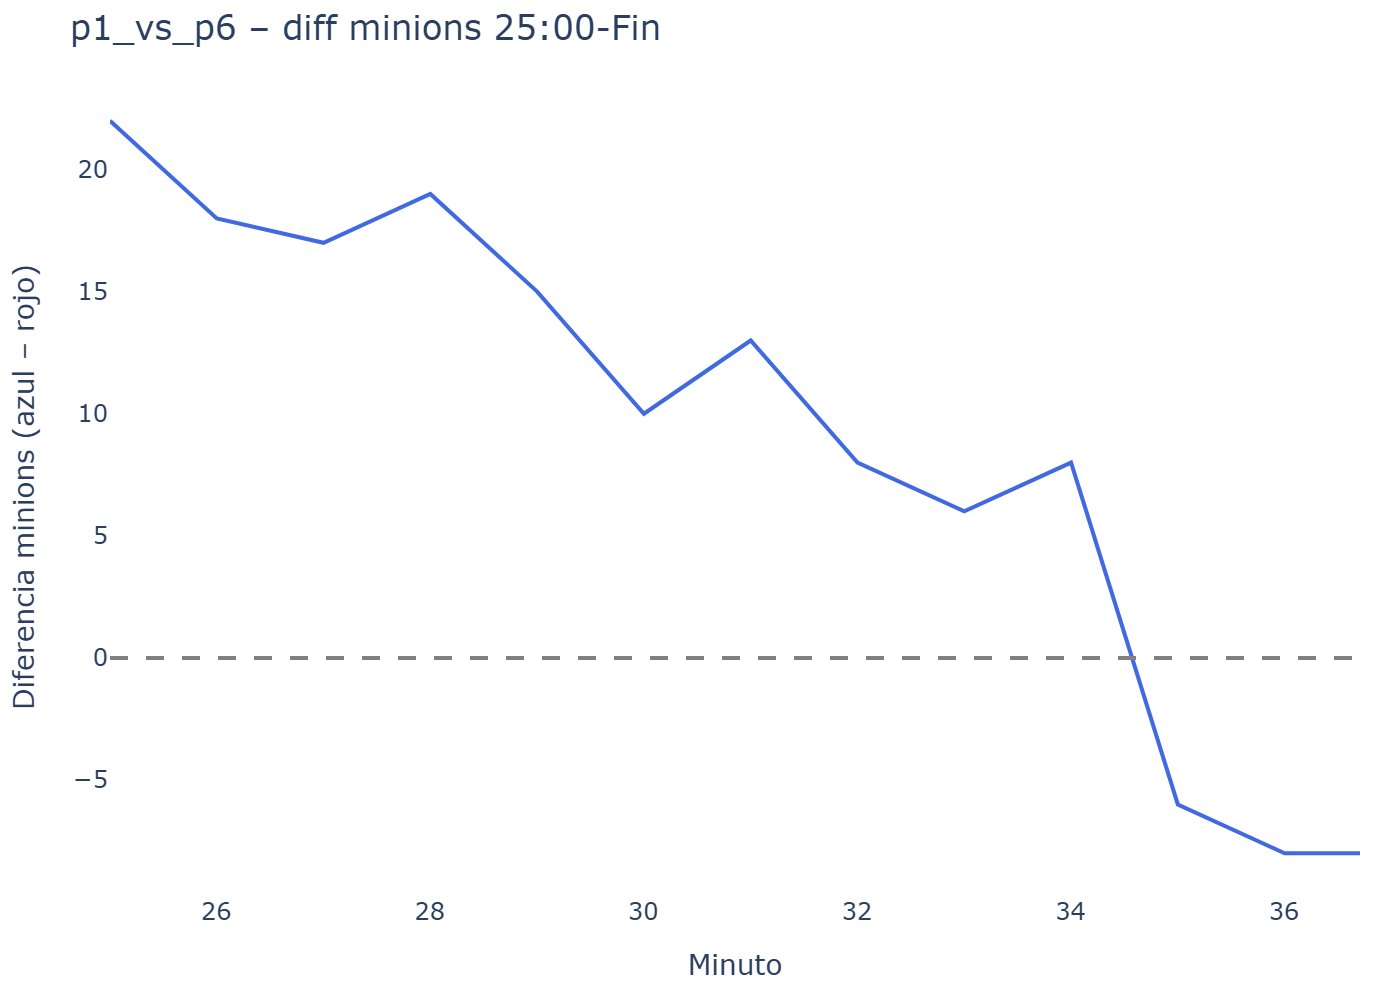 p1_vs_p6 – diff minions 25:00-Fin
Diferencia minions (azul – rojo)
20
15
10
5
0
−5
26 28 30 32 34 36
Minuto